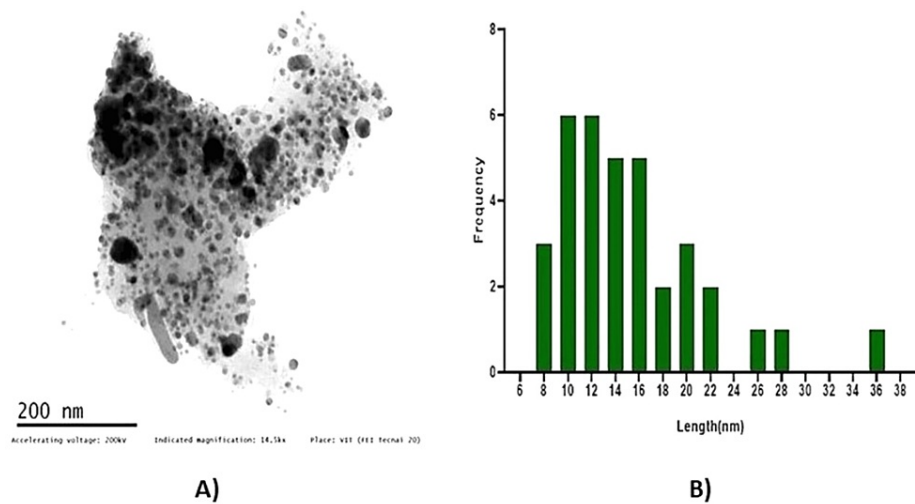 200 nm
Accelerating voltage: 200kV Indicated magnification: 14.5kx Place: VIT (FEI Tecnai 20)
A)
8
6
4
2
0
Frequency
6 8 10 12 14 16 18 20 22 24 26 28 30 32 34 36 38
Length(nm)
B)